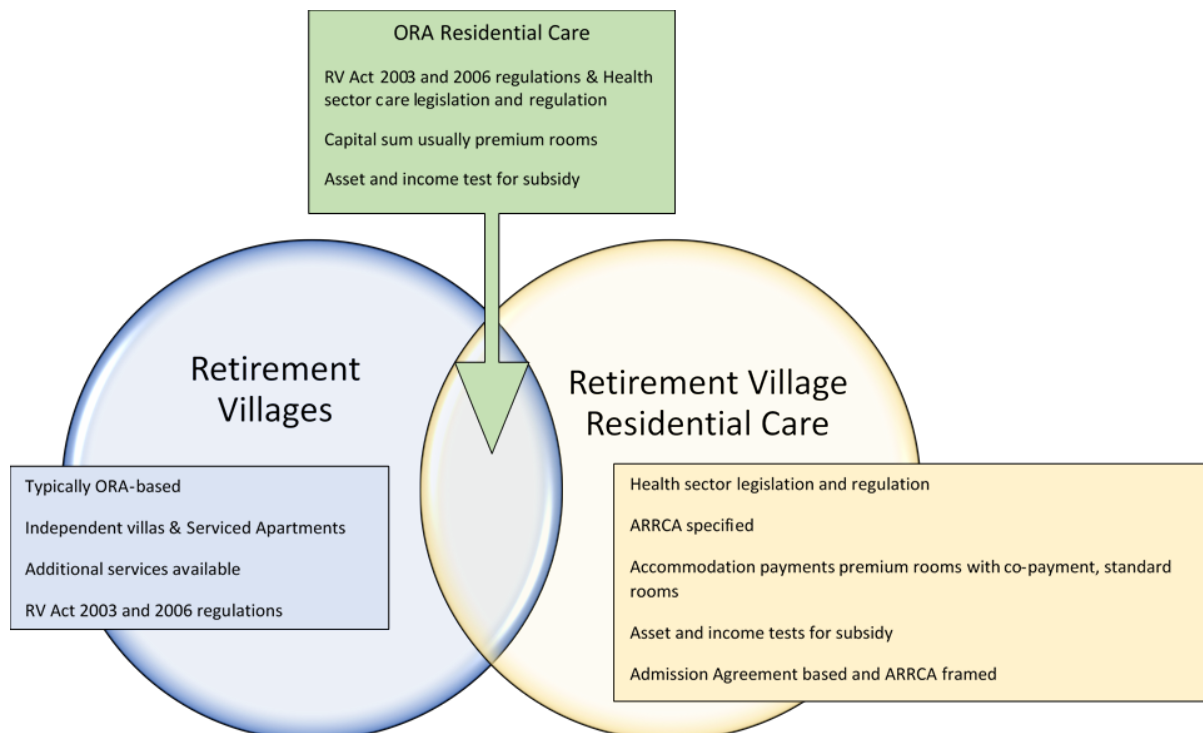 ORA Residential Care
RV Act 2003 and 2006 regulations & Health
sector care legislation and regulation
Capital sum usually premium rooms
Asset and income test for subsidy
Retirement
Villages
Retirement Village
Residential Care
Typically ORA-based
Independent villas & Serviced Apartments
Additional services available
RV Act 2003 and 2006 regulations
Health sector legislation and regulation
ARRCA specified
Accommodation payments premium rooms with co-payment, standard
rooms
Asset and income tests for subsidy
Admission Agreement based and ARRCA framed